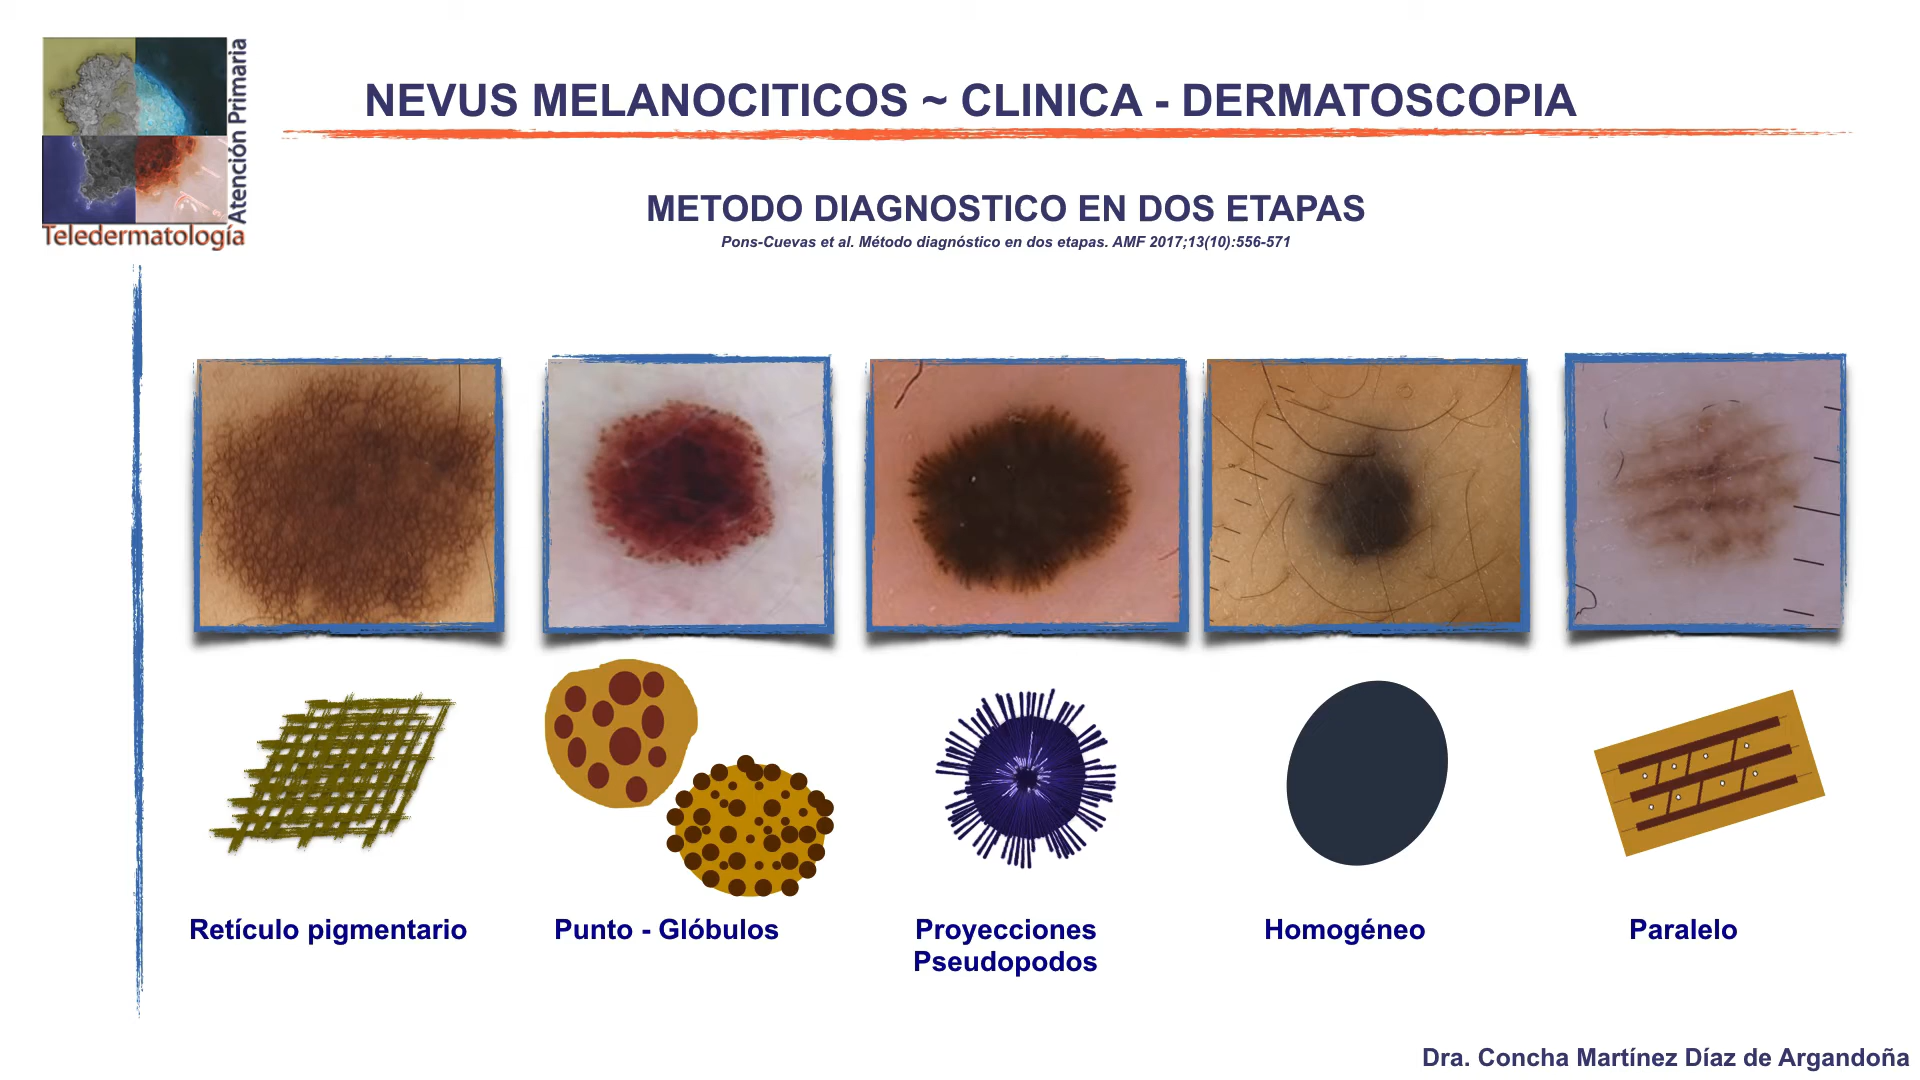 Atención Primaria
Teledermatología
NEVUS MELANOCITICOS ~ CLINICA - DERMATOSCOPIA
METODO DIAGNOSTICO EN DOS ETAPAS
Pons-Cuevas et al. Método diagnóstico en dos etapas. AMF 2017;13(10):556-571
Retículo pigmentario
Punto - Glóbulos
Proyecciones
Pseudopodos
Homogéneo
Paralelo
Dra. Concha Martínez Díaz de Argandoña